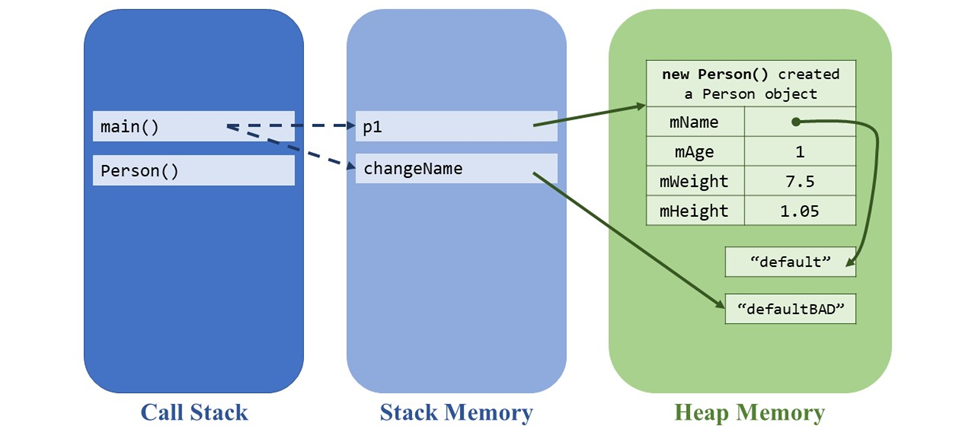 main()
Person()
Call Stack
p1
changeName
Stack Memory
new Person() created
a Person object
mName
mAge 1
mWeight 7.5
mHeight 1.05
“default”
“defaultBAD”
Heap Memory